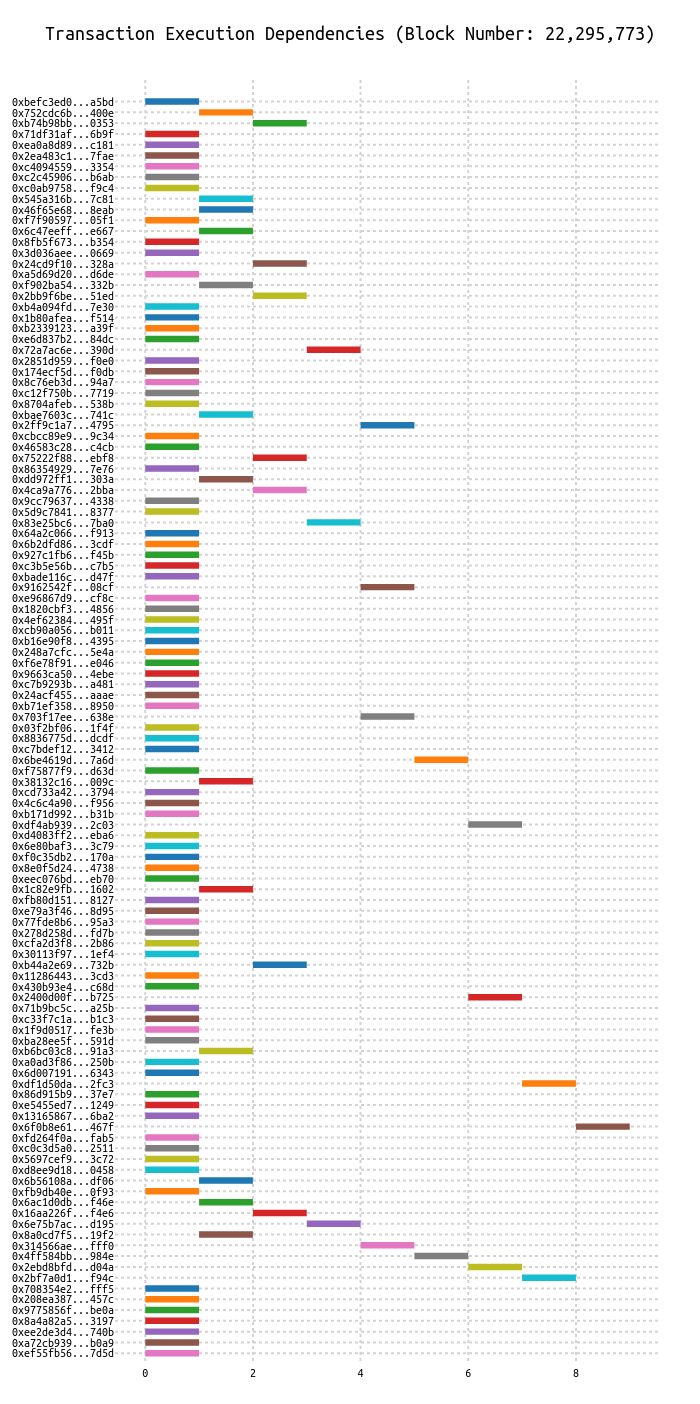 Transaction Execution Dependencies (Block Number: 22,295,773)
0xbefc3ed0...a5bd
0x752cdc6b...400e
0xb74b98bb...0353
0x71df31af...6b9f
0xea0a8d89...c181
0x2ea483c1...7fae
0xc4094559...3354
0xc2c45906...b6ab
0xc0ab9758...f9c4
0x545a316b...7c81
0x46f65e68...8eab
0xf7f90597...05f1
0x6c47eeff...e667
0x8fb5f673...b354
0x3d036aee...0669
0x24cd9f10...328a
0xa5d69d20...d6de
0xf902ba54...332b
0x2bb9f6be...51ed
0xb4a094fd...7e30
0x1b80afea...f514
0xb2339123...a39f
0xe6d837b2...84dc
0x72a7ac6e...390d
0x2851d959...f0e0
0x174ecf5d...f0db
0x8c76eb3d...94a7
0xc12f750b...7719
0x8704afeb...538b
0xbae7603c...741c
0x2ff9c1a7...4795
0xcbcc89e9...9c34
0x46583c28...c4cb
0x75222f88...ebf8
0x86354929...7e76
0xdd972ff1...303a
0x4ca9a776...2bba
0x9cc79637...4338
0x5d9c7841...8377
0x83e25bc6...7ba0
0x64a2c066...f913
0x6b2dfd86...3cdf
0x927c1fb6...f45b
0xc3b5e56b...c7b5
0xbade116c...d47f
0x9162542f...08cf
0xe96867d9...cf8c
0x1820cbf3...4856
0x4ef62384...495f
0xcb90a056...b011
0xb16e90f8...4395
0x248a7cfc...5e4a
0xf6e78f91...e046
0x9663ca50...4ebe
0xc7b9293b...a481
0x24acf455...aaae
0xb71ef358...8950
0x703f17ee...638e
0x03f2bf06...1f4f
0x8836775d...dcdf
0xc7bdef12...3412
0x6be4619d...7a6d
0xf75877f9...d63d
0x38132c16...009c
0xcd733a42...3794
0x4c6c4a90...f956
0xb171d992...b31b
0xdf4ab939...2c03
0xd4083ff2...eba6
0x6e80baf3...3c79
0xf0c35db2...170a
0x8e0f5d24...4738
0xeec076bd...eb70
0x1c82e9fb...1602
0xfb80d151...8127
0xe79a3f46...8d95
0x77fde8b6...95a3
0x278d258d...fd7b
0xcfa2d3f8...2b86
0x30113f97...1ef4
0xb44a2e69...732b
0x11286443...3cd3
0x430b93e4...c68d
0x2400d00f...b725
0x71b9bc5c...a25b
0xc33f7c1a...b1c3
0x1f9d0517...fe3b
0xba28ee5f...591d
0xb6bc03c8...91a3
0xa0ad3f86...250b
0x6d007191...6343
0xdf1d50da...2fc3
0x86d915b9...37e7
0xe5455ed7...1249
0x13165867...6ba2
0x6f0b8e61...467f
0xfd264f0a...fab5
0xc0c3d5a0...2511
0x5697cef9...3c72
0xd8ee9d18...0458
0x6b56108a...df06
0xfb9db40e...0f93
0x6ac1d0db...f46e
0x16aa226f...f4e6
0x6e75b7ac...d195
0x8a0cd7f5...19f2
0x314566ae...fff0
0x4ff584bb...984e
0x2ebd8bfd...d04a
0x2bf7a0d1...f94c
0x708354e2...fff5
0x208ea387...457c
0x9775856f...be0a
0x8a4a82a5...3197
0xee2de3d4...740b
0xa72cb939...b0a9
0xef55fb56...7d5d
0 2 4 6 8